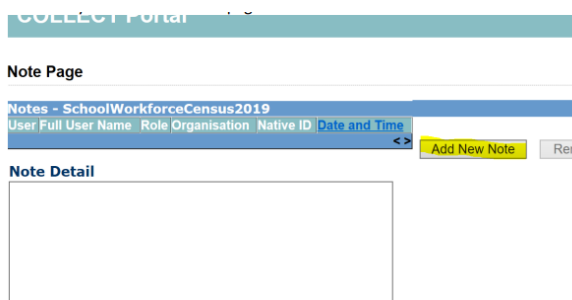 COLLECT Portal
Note Page
Notes - SchoolWorkforceCensus2019
User Full User Name Role Organisation Native ID Date and Time
< >
Add New Note
Note Detail